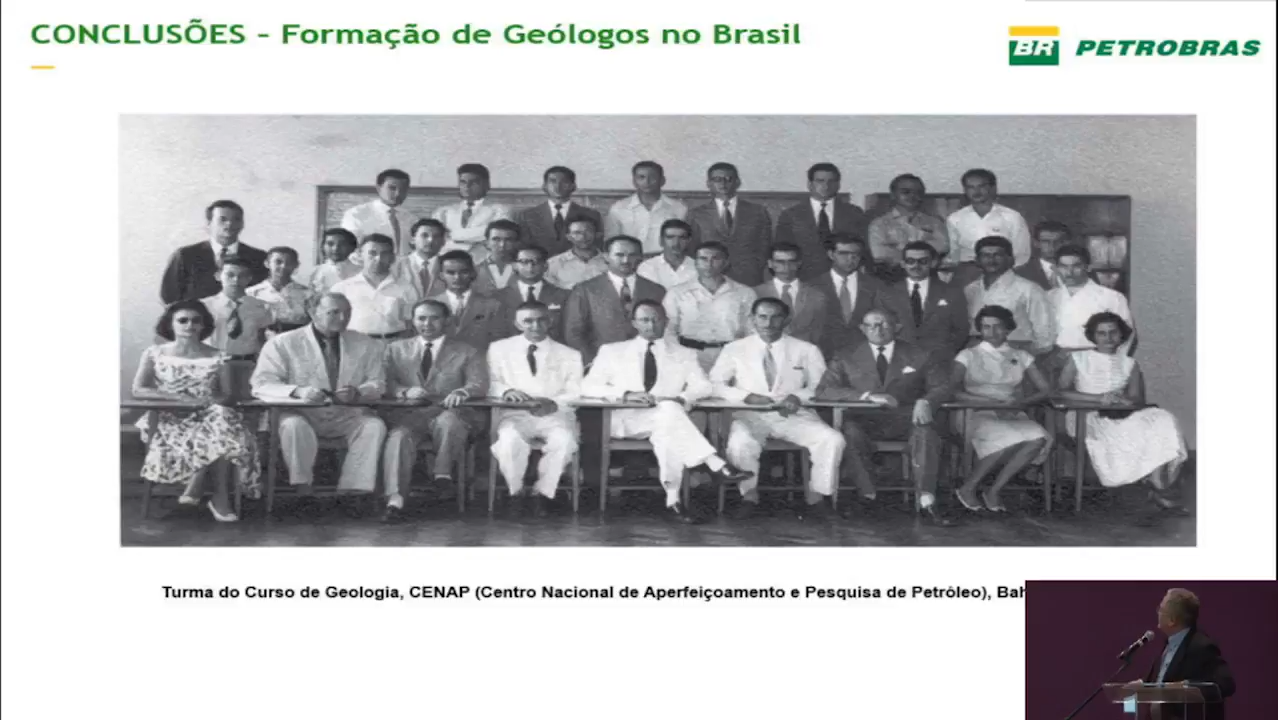 CONCLUSÕES – Formação de Geólogos no Brasil
BR PETROBRAS
Turma do Curso de Geologia, CENAP (Centro Nacional de Aperfeiçoamento e Pesquisa de Petróleo),